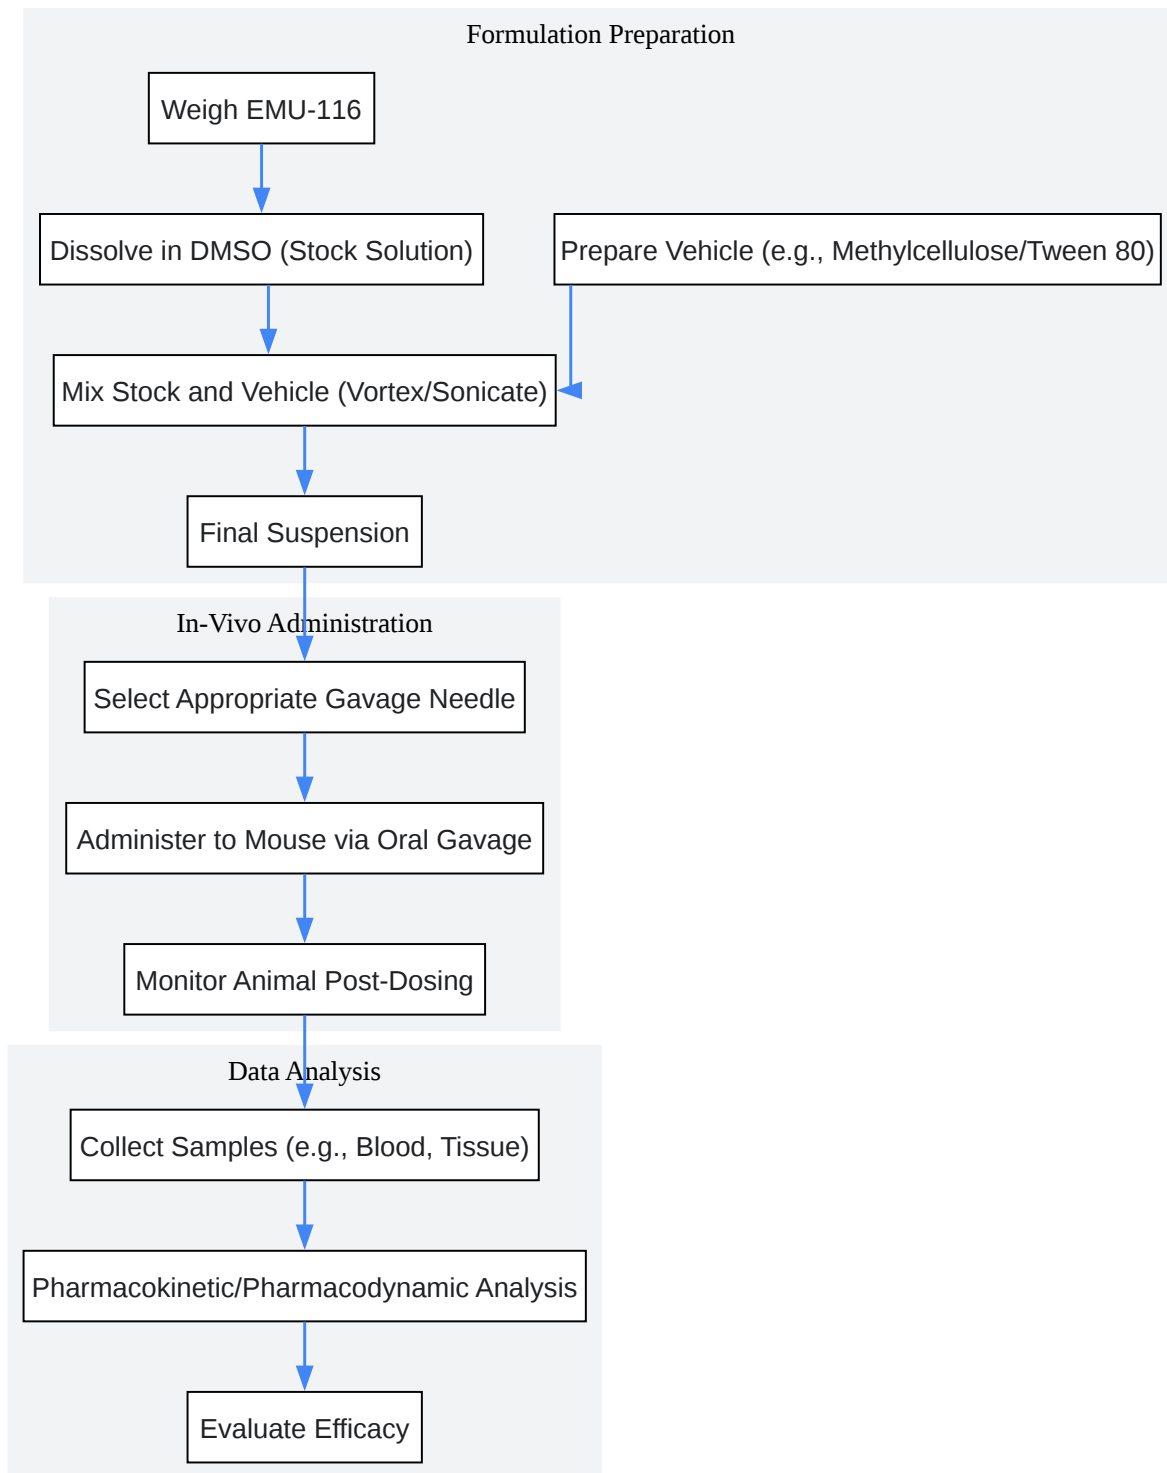 Formulation Preparation
Weigh EMU-116
Dissolve in DMSO (Stock Solution)
Prepare Vehicle (e.g., Methylcellulose/Tween 80)
Mix Stock and Vehicle (Vortex/Sonicate)
Final Suspension
In-Vivo Administration
Select Appropriate Gavage Needle
Administer to Mouse via Oral Gavage
Monitor Animal Post-Dosing
Data Analysis
Collect Samples (e.g., Blood, Tissue)
Pharmacokinetic/Pharmacodynamic Analysis
Evaluate Efficacy